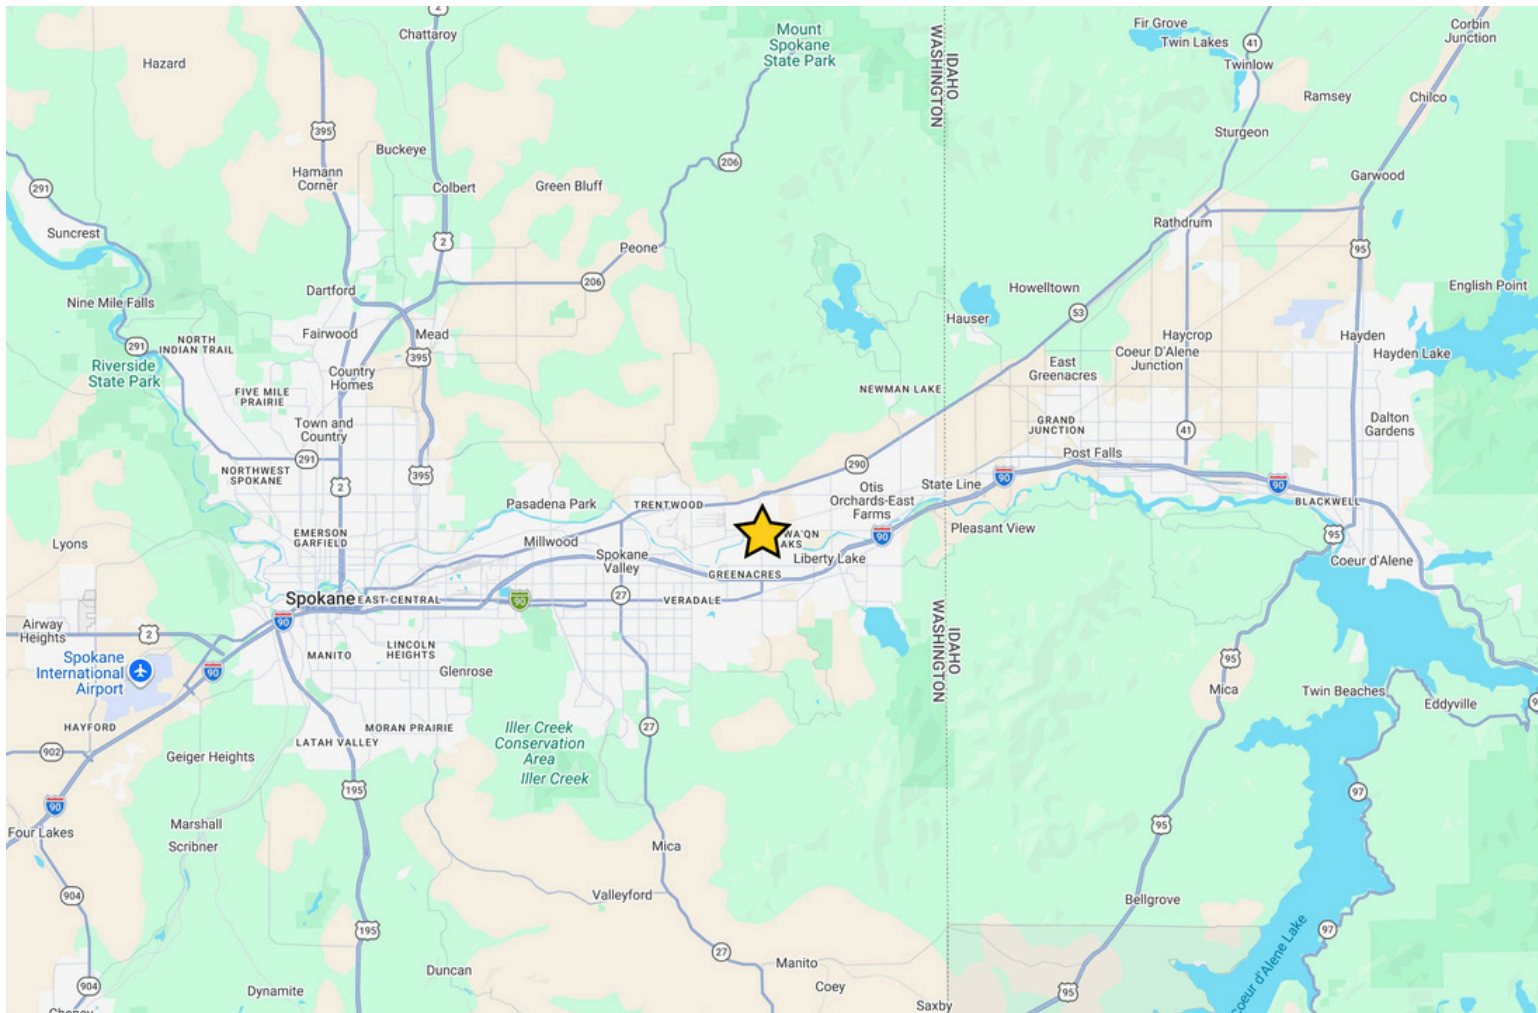 2
Chattaroy
Hazard
Mount
Spokane
State Park
IDAHO
WASHINGTON
Fir Grove
Twin Lakes
41
Twinlow
Corbin
Junction
Ramsey
Chilco
395
Buckeye
Hamann
Corner
Colbert
Green Bluff
206
Sturgeon
Garwood
291
Suncrest
2
Peone
Rathdrum
95
206
Dartford
Howelltown
English Point
Nine Mile Falls
Hauser
53
Fairwood
Mead
NORTH
INDIAN TRAIL
291
395
Haycrop
Hayden
Coeur D'Alene
Junction
Hayden Lake
Riverside
State Park
Country
Homes
East
Greenacres
FIVE MILE
PRAIRIE
NEWMAN LAKE
Town and
Country
GRAND
JUNCTION
41
Dalton
Gardens
291
290
Post Falls
NORTHWEST
SPOKANE
395
2
90
90
State Line
Otis
Orchards-East
Farms
Pasadena Park
TRENTWOOD
BLACKWELL
Pleasant View
95
EMERSON
GARFIELD
Lyons
Millwood
WA'QN
AKS
90
Spokane
Valley
Liberty Lake
Coeur d'Alene
GREENACRES
Spokane
EAST CENTRAL
90
27
VERADALE
90
Airway
Heights
2
IDAHO
WASHINGTON
MANITO
LINCOLN
HEIGHTS
Glenrose
Spokane
International
Airport
90
95
Mica
Twin Beaches
Eddyville
9
HAYFORD
MORAN PRAIRIE
27
LATAH VALLEY
Iller Creek
Conservation
Area
Iller Creek
902
Geiger Heights
195
97
90
Four Lakes
Marshall
Scribner
95
Mica
904
Valleyford
Bellgrove
195
97
27
Manito
Coeur d'Alene Lake
Duncan
904
Dynamite
Coey
95
Saxby
Cheney